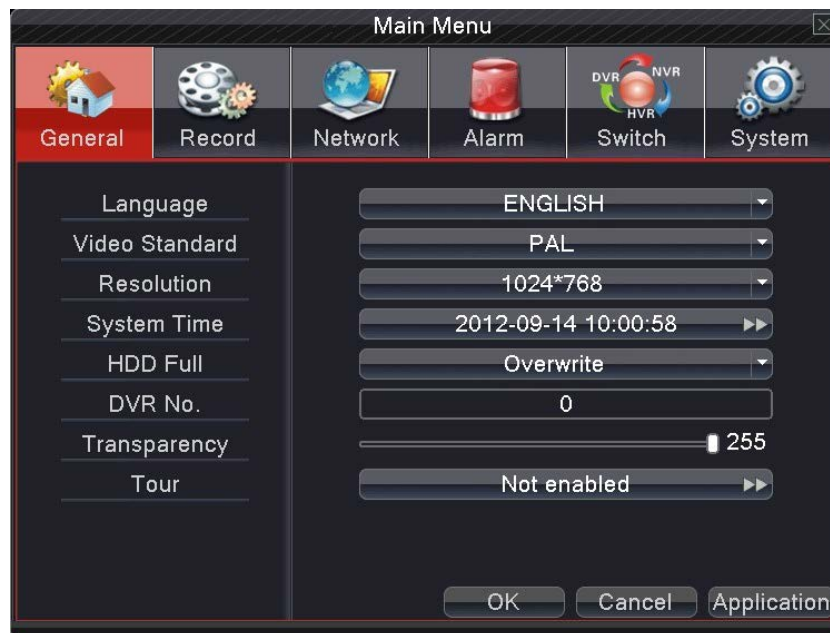 Main Menu
DVR NVR
HVR
General Record Network Alarm Switch System
Language ENGLISH
Video Standard PAL
Resolution 1024*768
System Time 2012-09-14 10:00:58
HDD Full Overwrite
DVR No. 0
Transparency 255
Tour Not enabled
OK Cancel Application